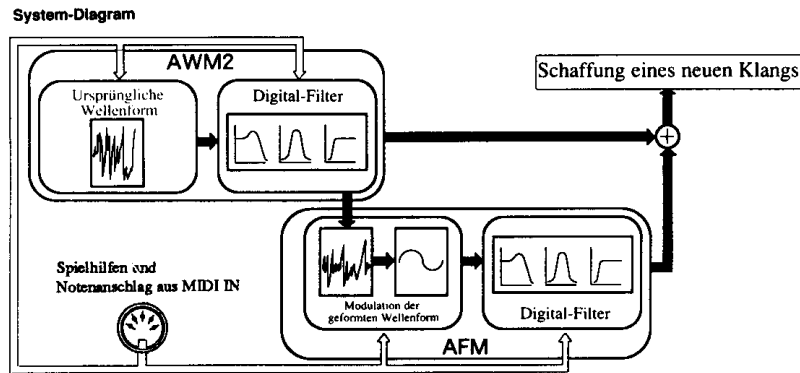 System-Diagram
AWM2
Ursprüngliche
Wellenform
Digital-Filter
Schaffung eines neuen Klangs
Spielhilfen und
Notenanschlag aus MIDI IN
Modulation der
geformten Wellenform
Digital-Filter
AFM